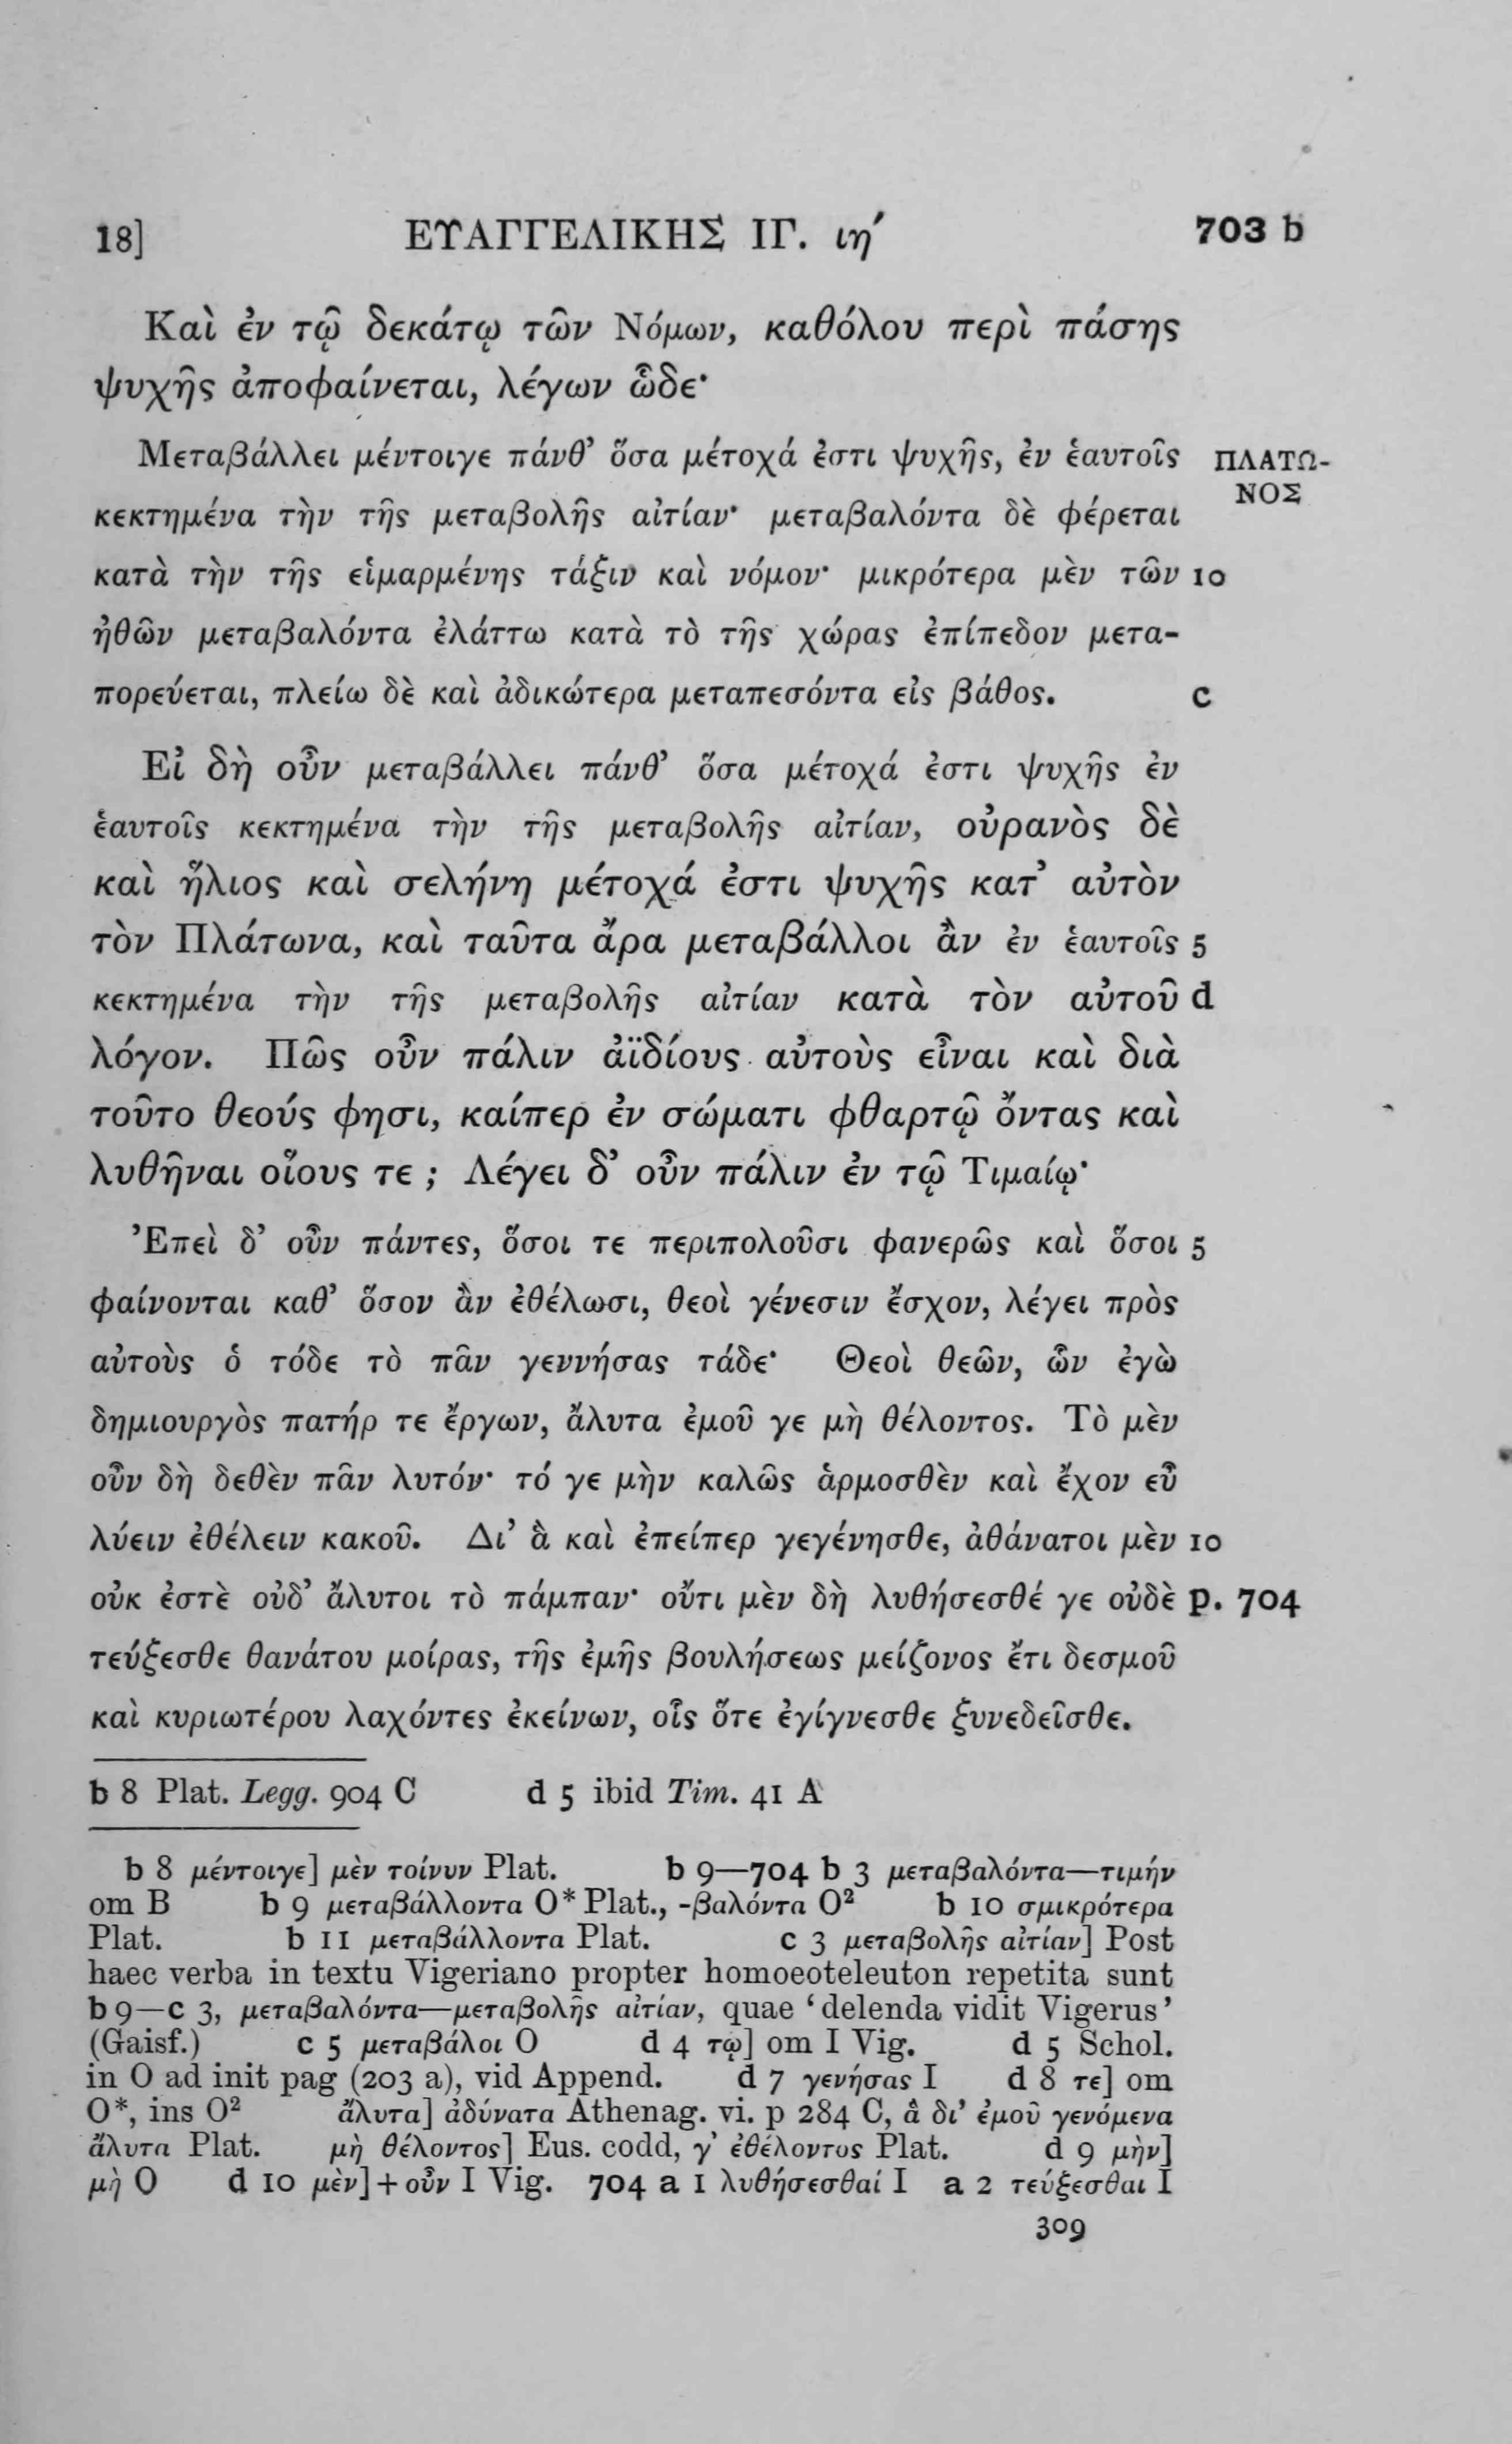 18] ΕΥΑΓΓΕΛΙΚΗΣ ΙΓ. ιη′ 703 b
Καὶ ἐν τῷ δεκάτῳ τῶν Νόμων, καθόλου περὶ πάσης
ψυχῆς ἀποφαίνεται, λέγων ὧδε·
Μεταβάλλει μέντοιγε πάνθ’ ὅσα μέτοχά ἐστι ψυχῆς, ἐν ἑαυτοῖς ΠΛΑΤΩ-
ΝΟΣ
κεκτημένα τὴν τῆς μεταβολῆς αἰτίαν· μεταβαλόντα δὲ φέρεται
κατὰ τὴν τῆς εἱμαρμένης τάξιν καὶ νόμον· μικρότερα μὲν τῶν 10
ἠθῶν μεταβαλόντα ἐλάττω κατὰ τὸ τῆς χώρας ἐπίπεδον μετα-
πορεύεται, πλείω δὲ καὶ ἀδικώτερα μεταπεσόντα εἰς βάθος. c
Εἰ δὴ οὖν μεταβάλλει πάνθ’ ὅσα μέτοχά ἐστι ψυχῆς ἐν
ἑαυτοῖς κεκτημένα τὴν τῆς μεταβολῆς αἰτίαν, οὐρανὸς δὲ
καὶ ἥλιος καὶ σελήνη μέτοχά ἐστι ψυχῆς κατ’ αὐτὸν
τὸν Πλάτωνα, καὶ ταῦτα ἄρα μεταβάλλοι ἂν ἐν ἑαυτοῖς 5
κεκτημένα τὴν τῆς μεταβολῆς αἰτίαν κατὰ τὸν αὐτοῦ d
λόγον. Πῶς οὖν πάλιν ἀϊδίους αὐτοὺς εἶναι καὶ διὰ
τοῦτο θεούς φησι, καίπερ ἐν σώματι φθαρτῷ ὄντας καὶ
λυθῆναι οἵους τε ; Λέγει δ’ οὖν πάλιν ἐν τῷ Τιμαίῳ·
Ἐπεὶ δ’ οὖν πάντες, ὅσοι τε περιπολοῦσι φανερῶς καὶ ὅσοι 5
φαίνονται καθ’ ὅσον ἂν ἐθέλωσι, θεοὶ γένεσιν ἔσχον, λέγει πρὸς
αὐτοὺς ὁ τόδε τὸ πᾶν γεννήσας τάδε· Θεοὶ θεῶν, ὧν ἐγὼ
δημιουργὸς πατήρ τε ἔργων, ἄλυτα ἐμοῦ γε μὴ θέλοντος. Τὸ μὲν
οὖν δὴ δεθὲν πᾶν λυτόν· τό γε μὴν καλῶς ἁρμοσθὲν καὶ ἔχον εὖ
λύειν ἐθέλειν κακοῦ. Δι’ ἃ καὶ ἐπείπερ γεγένησθε, ἀθάνατοι μὲν 10
οὐκ ἐστὲ οὐδ’ ἄλυτοι τὸ πάμπαν· οὔτι μὲν δὴ λυθήσεσθέ γε οὐδὲ p. 704
τεύξεσθε θανάτου μοίρας, τῆς ἐμῆς βουλήσεως μείζονος ἔτι δεσμοῦ
καὶ κυριωτέρου λαχόντες ἐκείνων, οἷς ὅτε ἐγίγνεσθε ξυνεδεῖσθε.
b 8 Plat. Legg. 904 C d 5 ibid Tim. 41 A
b 8 μέντοιγε] μὲν τοίνυν Plat. b 9—704 b 3 μεταβαλόντα—τιμήν
om B b 9 μεταβάλλοντα O* Plat., -βαλόντα O² b 10 σμικρότερα
Plat. b 11 μεταβάλλοντα Plat. c 3 μεταβολῆς αἰτίαν] Post
haec verba in textu Vigeriano propter homoeoteleuton repetita sunt
b 9—c 3, μεταβαλόντα—μεταβολῆς αἰτίαν, quae ‘delenda vidit Vigerus’
(Gaisf.) c 5 μεταβάλοι O d 4 τῳ] om I Vig. d 5 Schol.
in O ad init pag (203 a), vid Append. d 7 γενήσας I d 8 τε] om
O*, ins O² ἄλυτα] ἀδύνατα Athenag. vi. p 284 C, ἃ δι’ ἐμοῦ γενόμενα
ἄλυτα Plat. μὴ θέλοντος] Eus. codd, γ’ ἐθέλοντος Plat. d 9 μὴν]
μὴ O d 10 μὲν]+οὖν I Vig. 704 a 1 λυθήσεσθαί I a 2 τεύξεσθαι I
309